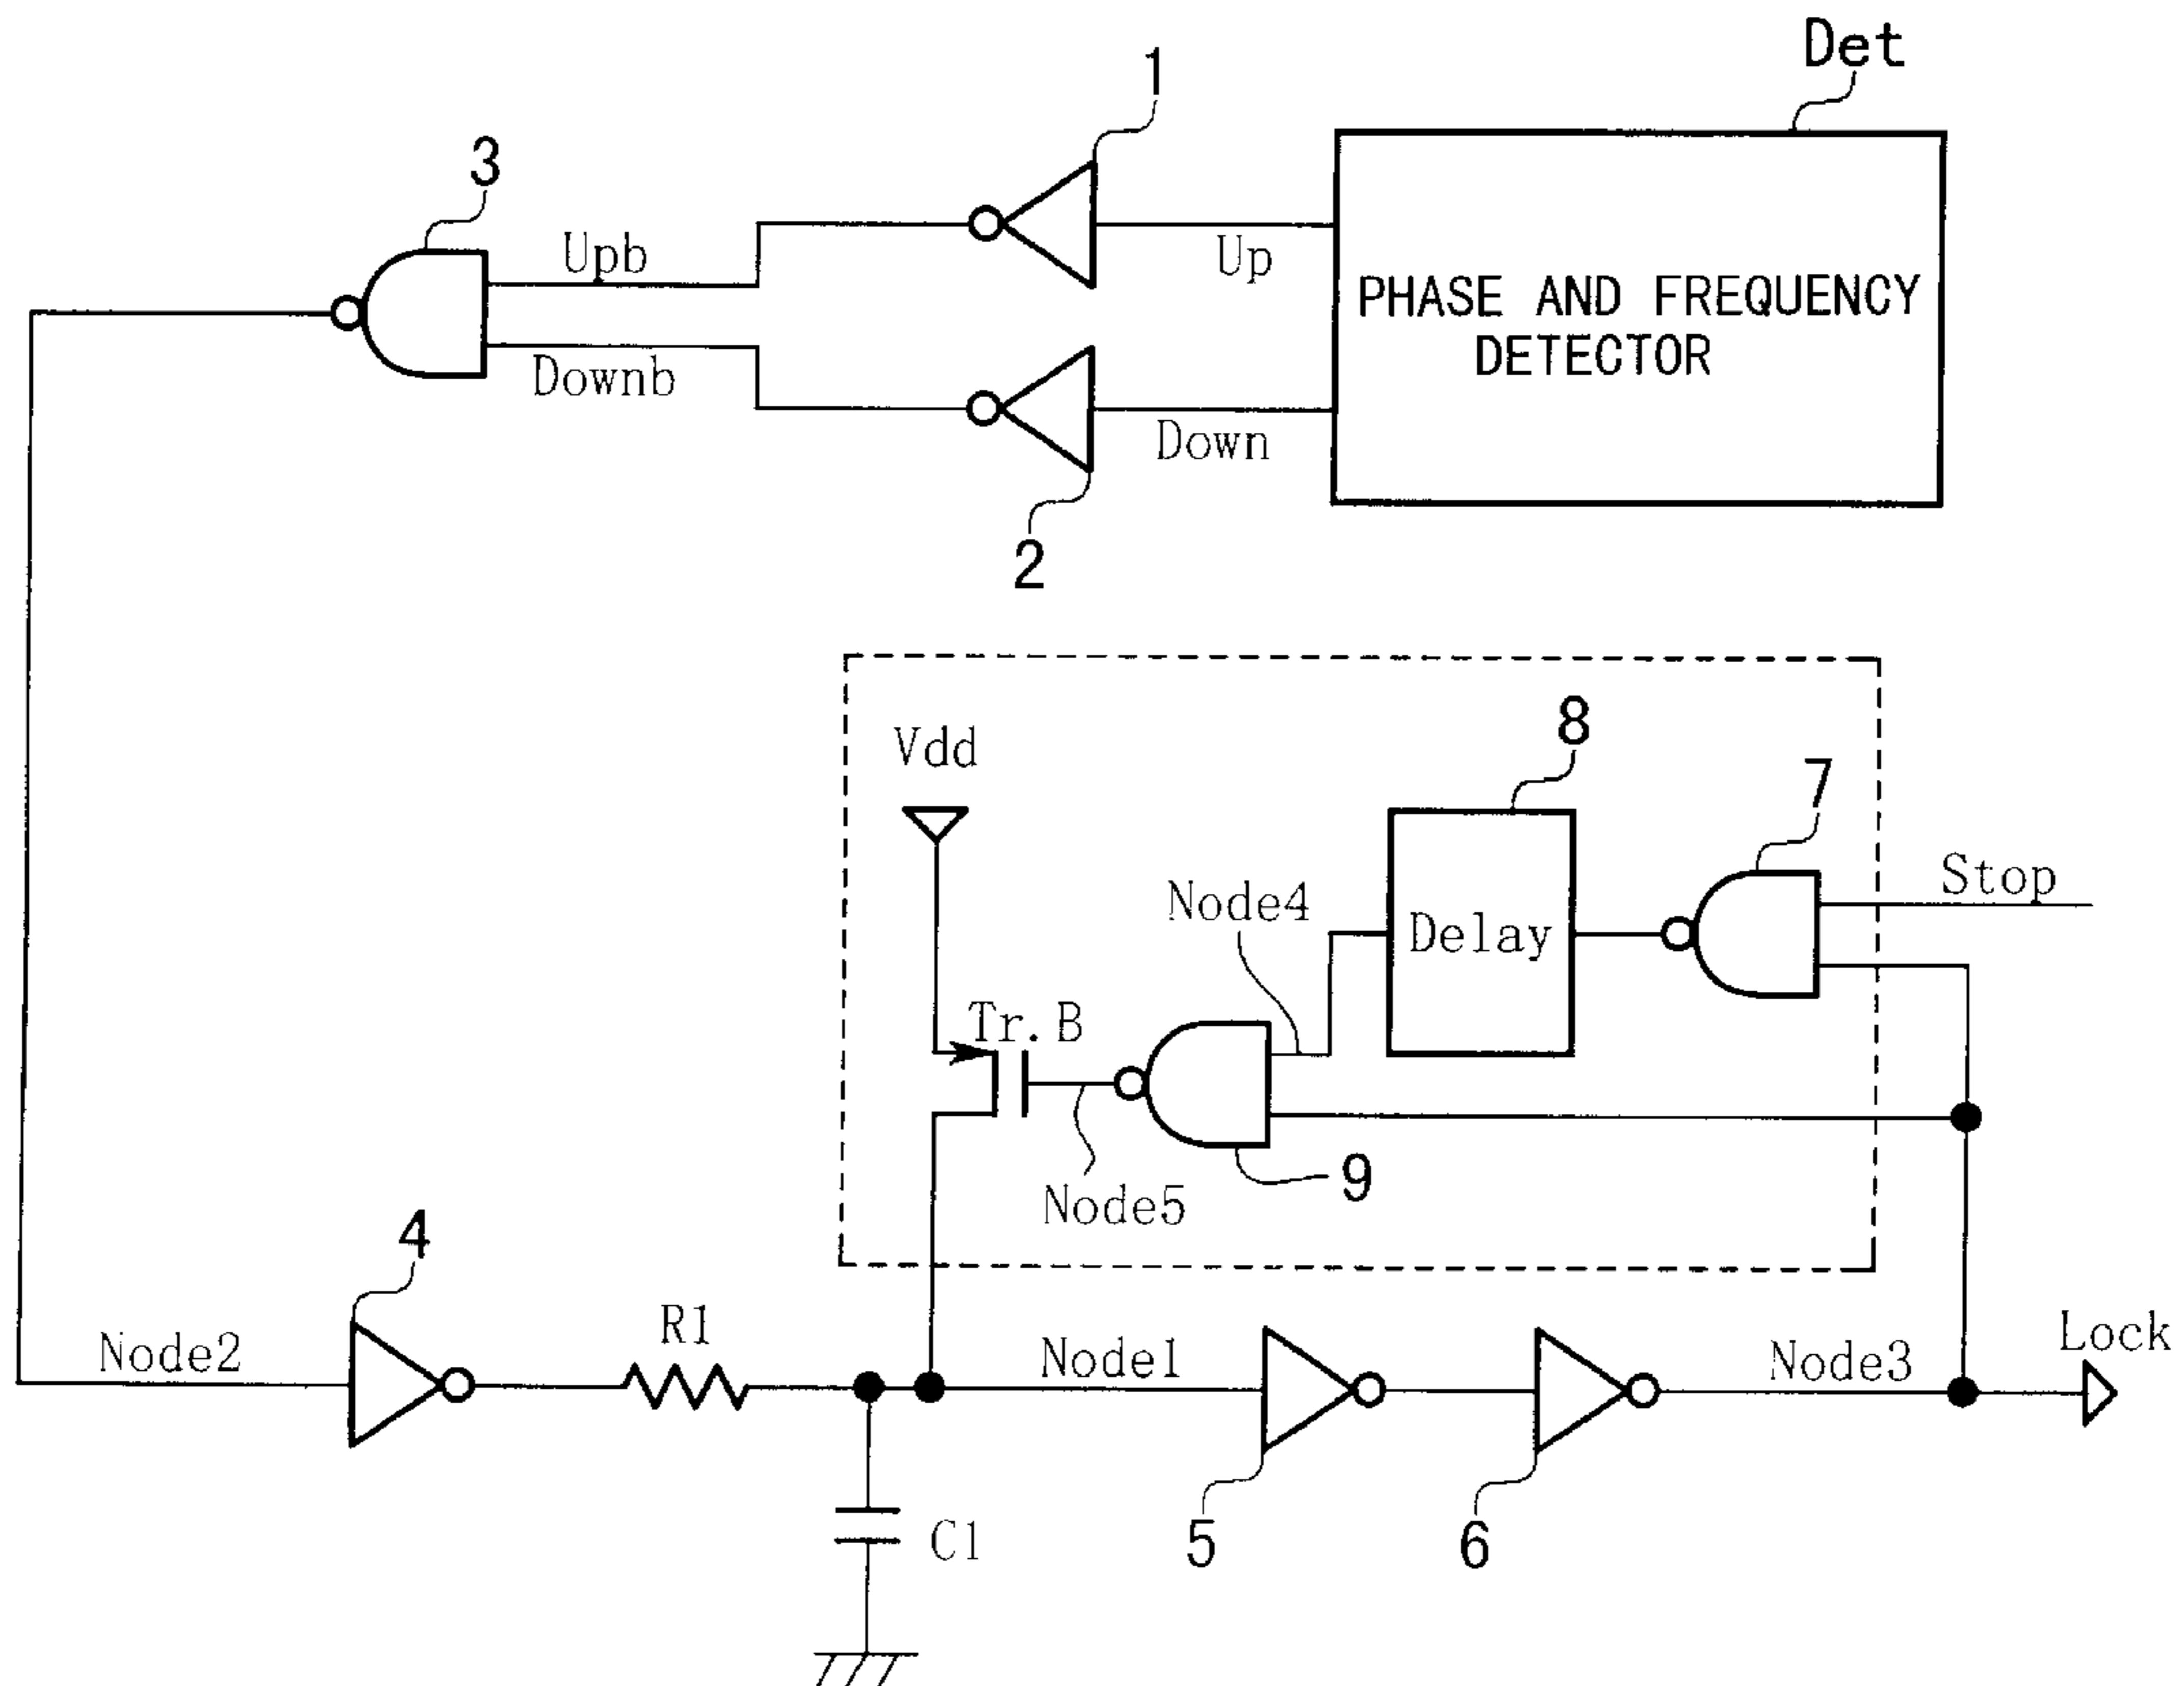 Det
1
3
Upb
Up
PHASE AND FREQUENCY
DETECTOR
Downb
Down
2
8
Vdd
7
Stop
Node4
Delay
Tr. B
9
Node5
4
R1
Node2
Node1
Node3
Lock
C1
5
6